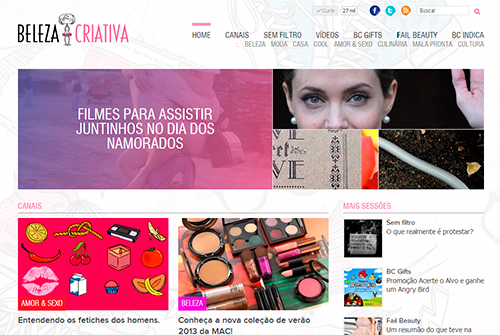 BELEZA CRIATIVA
Curtir 27 mil
Buscar
HOME CANAIS SEM FILTRO VÍDEOS BC GIFTS FAIL BEAUTY BC INDICA
BELEZA MODA CASA COOL AMOR & SEXO CULINÁRIA MALA PRONTA CULTURA
FILMES PARA ASSISTIR
JUNTINHOS NO DIA DOS
NAMORADOS
CANAIS
AMOR & SEXO
Entendendo os fetiches dos homens.
BELEZA
Conheça a nova coleção de verão
2013 da MAC!
MAIS SESSÕES
Sem filtro
O que realmente é protestar?
BC Gifts
Promoção Acerte o Alvo e ganhe
um Angry Bird
Fail Beauty
Um resumão do que teve na